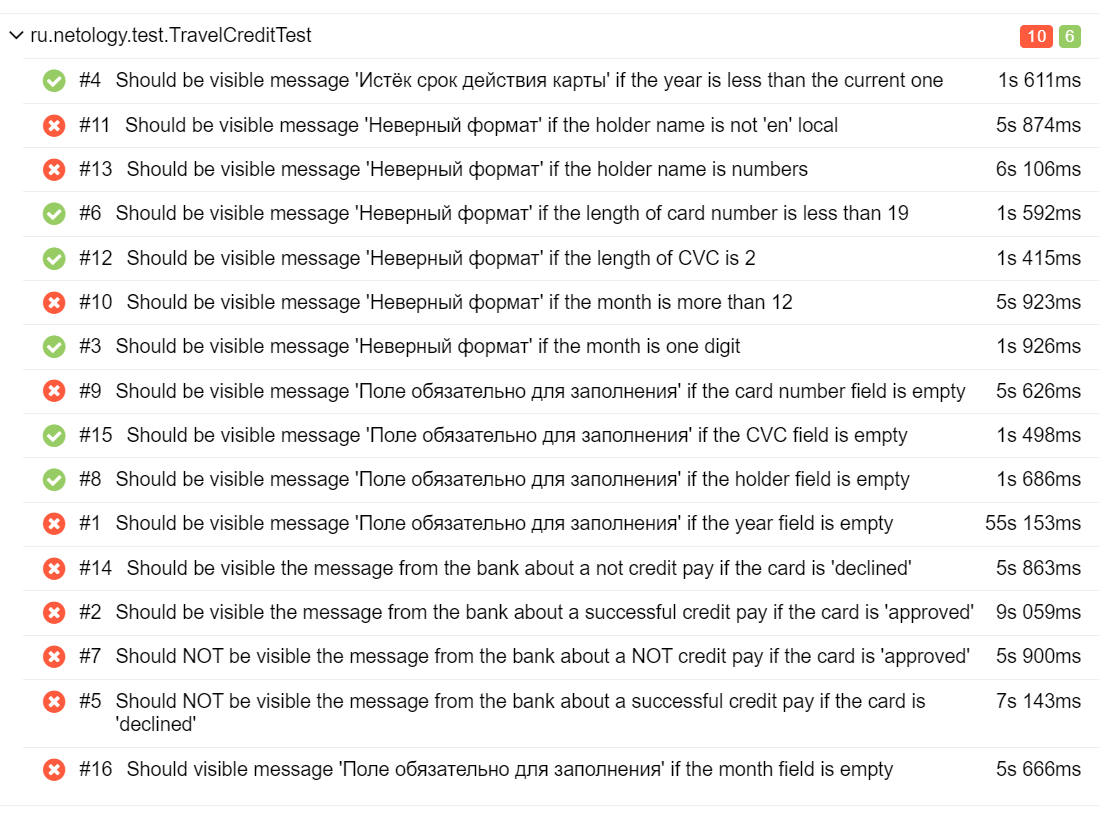 ru.netology.test.TravelCreditTest 10 6
#4 Should be visible message 'Истёк срок действия карты' if the year is less than the current one 1s 611ms
#11 Should be visible message 'Неверный формат' if the holder name is not 'en' local 5s 874ms
#13 Should be visible message 'Неверный формат' if the holder name is numbers 6s 106ms
#6 Should be visible message 'Неверный формат' if the length of card number is less than 19 1s 592ms
#12 Should be visible message 'Неверный формат' if the length of CVC is 2 1s 415ms
#10 Should be visible message 'Неверный формат' if the month is more than 12 5s 923ms
#3 Should be visible message 'Неверный формат' if the month is one digit 1s 926ms
#9 Should be visible message 'Поле обязательно для заполнения' if the card number field is empty 5s 626ms
#15 Should be visible message 'Поле обязательно для заполнения' if the CVC field is empty 1s 498ms
#8 Should be visible message 'Поле обязательно для заполнения' if the holder field is empty 1s 686ms
#1 Should be visible message 'Поле обязательно для заполнения' if the year field is empty 55s 153ms
#14 Should be visible the message from the bank about a not credit pay if the card is 'declined' 5s 863ms
#2 Should be visible the message from the bank about a successful credit pay if the card is 'approved' 9s 059ms
#7 Should NOT be visible the message from the bank about a NOT credit pay if the card is 'approved' 5s 900ms
#5 Should NOT be visible the message from the bank about a successful credit pay if the card is 7s 143ms
'declined'
#16 Should visible message 'Поле обязательно для заполнения' if the month field is empty 5s 666ms